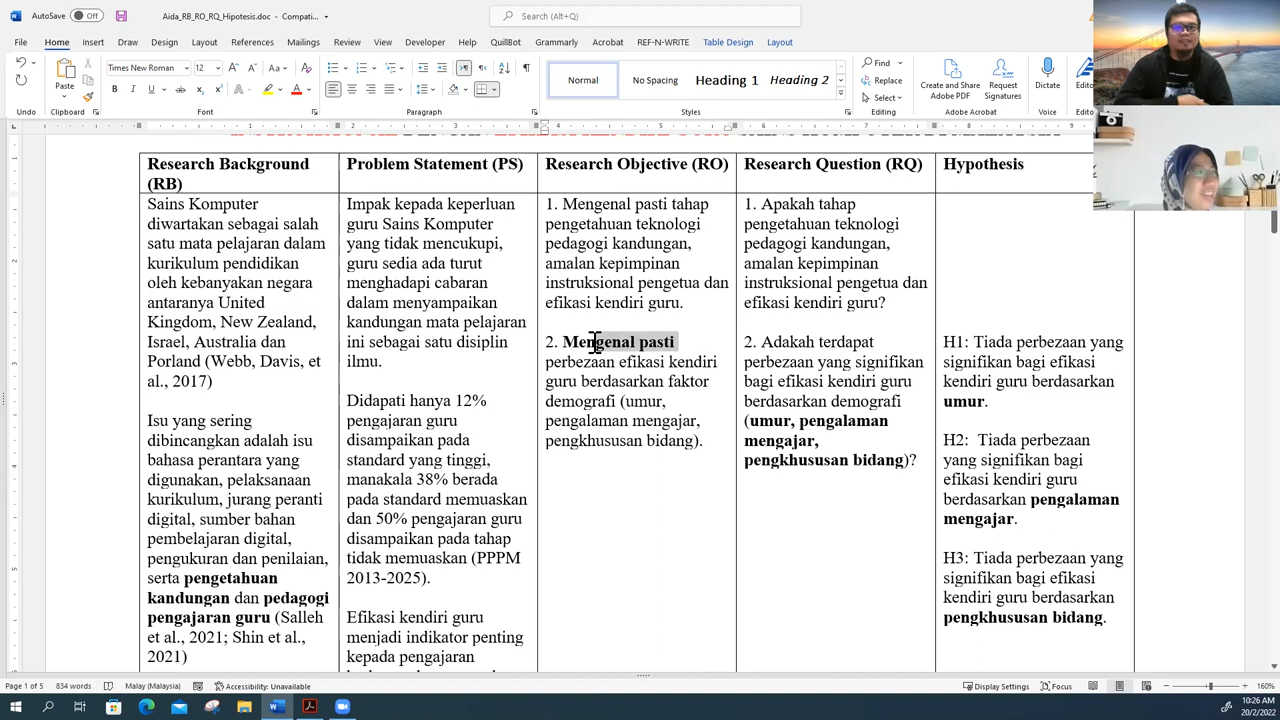 AutoSave Off Aida_RB_RO_RQ_Hipotesis.doc - Compati... Search (Alt+Q)
File Home Insert Draw Design Layout References Mailings Review View Developer Help QuillBot Grammarly Acrobat REF-N-WRITE Table Design Layout
Undo
Paste
Clipboard
Times New Roman 12
Font
Paragraph
Normal No Spacing Heading 1 Heading 2
Styles
Find
Replace
Select
Editing
Create and Share Adobe PDF
Request Signatures
Adobe Acrobat
Dictate
Voice
Research Background (RB)
Sains Komputer
diwartakan sebagai salah
satu mata pelajaran dalam
kurikulum pendidikan
oleh kebanyakan negara
antaranya United
Kingdom, New Zealand,
Israel, Australia dan
Porland (Webb, Davis, et
al., 2017)
Isu yang sering
dibincangkan adalah isu
bahasa perantara yang
digunakan, pelaksanaan
kurikulum, jurang peranti
digital, sumber bahan
pembelajaran digital,
pengukuran dan penilaian,
serta pengetahuan
kandungan dan pedagogi
pengajaran guru (Salleh
et al., 2021; Shin et al.,
2021)
Problem Statement (PS)
Impak kepada keperluan
guru Sains Komputer
yang tidak mencukupi,
guru sedia ada turut
menghadapi cabaran
dalam menyampaikan
kandungan mata pelajaran
ini sebagai satu disiplin
ilmu.
Didapati hanya 12%
pengajaran guru
disampaikan pada
standard yang tinggi,
manakala 38% berada
pada standard memuaskan
dan 50% pengajaran guru
disampaikan pada tahap
tidak memuaskan (PPPM
2013-2025).
Efikasi kendiri guru
menjadi indikator penting
kepada pengajaran
Research Objective (RO)
1. Mengenal pasti tahap
pengetahuan teknologi
pedagogi kandungan,
amalan kepimpinan
instruksional pengetua dan
efikasi kendiri guru.
2. Mengenal pasti
perbezaan efikasi kendiri
guru berdasarkan faktor
demografi (umur,
pengalaman mengajar,
pengkhususan bidang).
Research Question (RQ)
1. Apakah tahap
pengetahuan teknologi
pedagogi kandungan,
amalan kepimpinan
instruksional pengetua dan
efikasi kendiri guru?
2. Adakah terdapat
perbezaan yang signifikan
bagi efikasi kendiri guru
berdasarkan demografi
(umur, pengalaman
mengajar,
pengkhususan bidang)?
Hypothesis
H1: Tiada perbezaan yang
signifikan bagi efikasi
kendiri guru berdasarkan
umur.
H2: Tiada perbezaan
yang signifikan bagi
efikasi kendiri guru
berdasarkan pengalaman
mengajar.
H3: Tiada perbezaan yang
signifikan bagi efikasi
kendiri guru berdasarkan
pengkhususan bidang.
Page 1 of 5 834 words Malay (Malaysia) Accessibility: Unavailable Display Settings Focus 160%
10:26 AM
20/2/2022